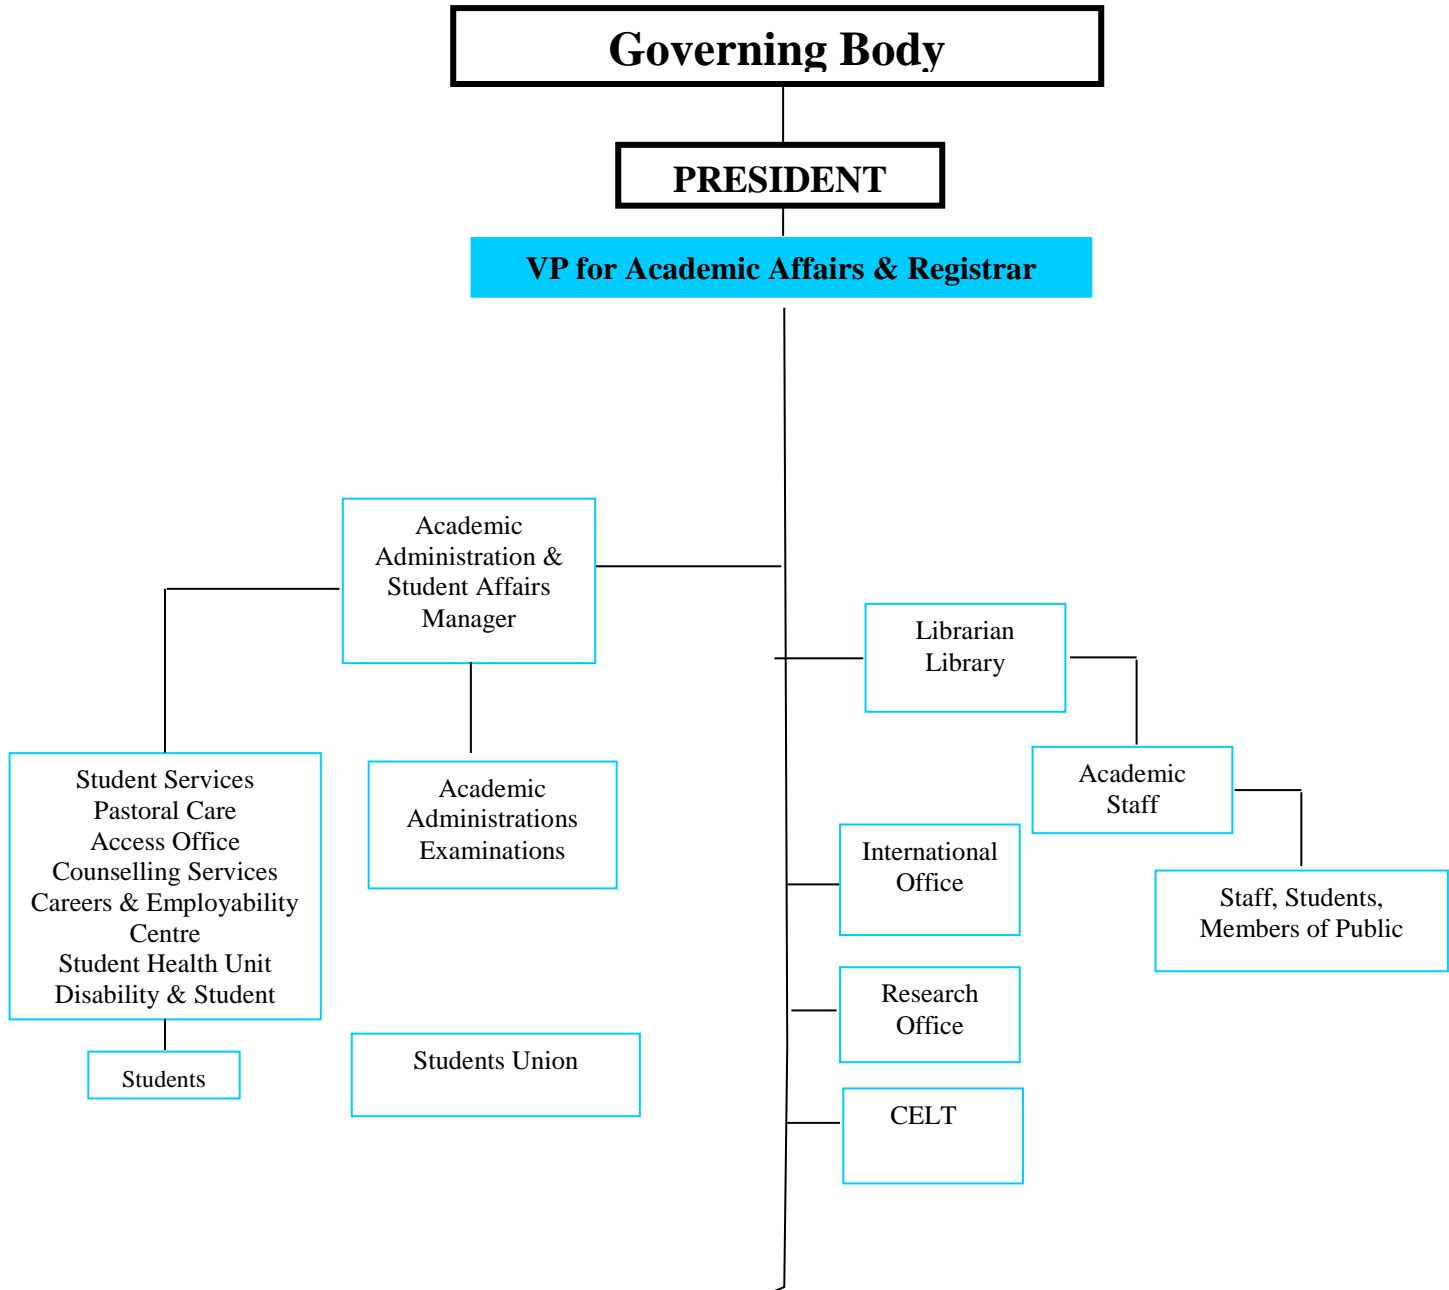 Governing Body
PRESIDENT
VP for Academic Affairs & Registrar
Academic
Administration &
Student Affairs
Manager
Librarian
Library
Student Services
Pastoral Care
Access Office
Counselling Services
Careers & Employability
Centre
Student Health Unit
Disability & Student
Academic
Administrations
Examinations
Academic
Staff
International
Office
Staff, Students,
Members of Public
Research
Office
Students Union
Students
CELT